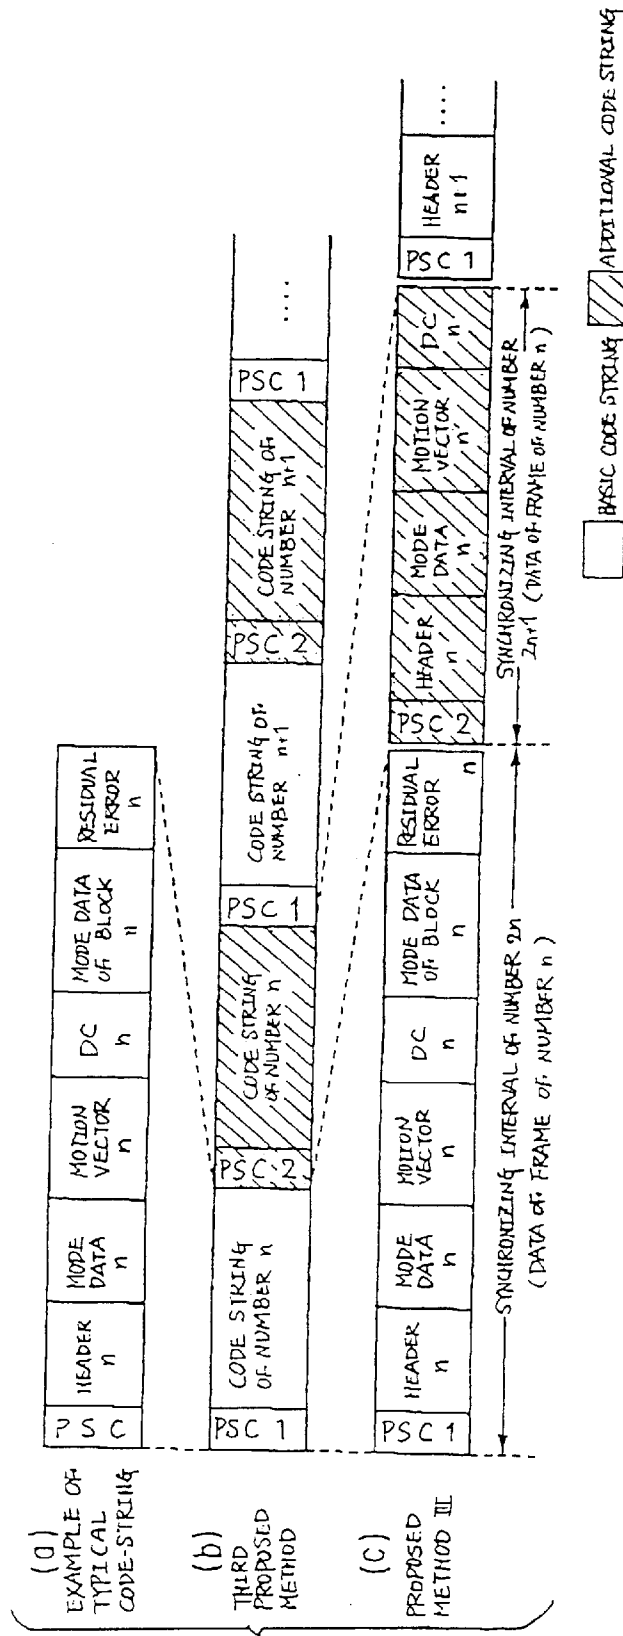 (a)
EXAMPLE OF
TYPICAL
CODE-STRING
PSC
HEADER
n
MODE
DATA
n
MOTION
VECTOR
n
DC
n
MODE DATA
OF BLOCK
n
RESIDUAL
ERROR
n
(b)
THIRD
PROPOSED
METHOD
PSC 1
CODE STRING
OF NUMBER n
PSC 2
CODE STRING
OF NUMBER n
PSC 1
CODE STRING OF
NUMBER n+1
PSC 2
CODE STRING OF
NUMBER n+1
PSC 1
....
(C)
PROPOSED
METHOD III
PSC 1
HEADER
n
MODE
DATA
n
MOTION
VECTOR
n
DC
n
MODE DATA
OF BLOCK
n
RESIDUAL
ERROR
n
PSC 2
HEADER
n
MODE
DATA
n
MOTION
VECTOR
n
DC
n
PSC 1
HEADER
n+1
....
SYNCHRONIZING INTERVAL OF NUMBER 2n
(DATA OF FRAME OF NUMBER n)
SYNCHRONIZING INTERVAL OF NUMBER
2n+1 (DATA OF FRAME OF NUMBER n)
BASIC CODE STRING
ADDITIONAL CODE STRING